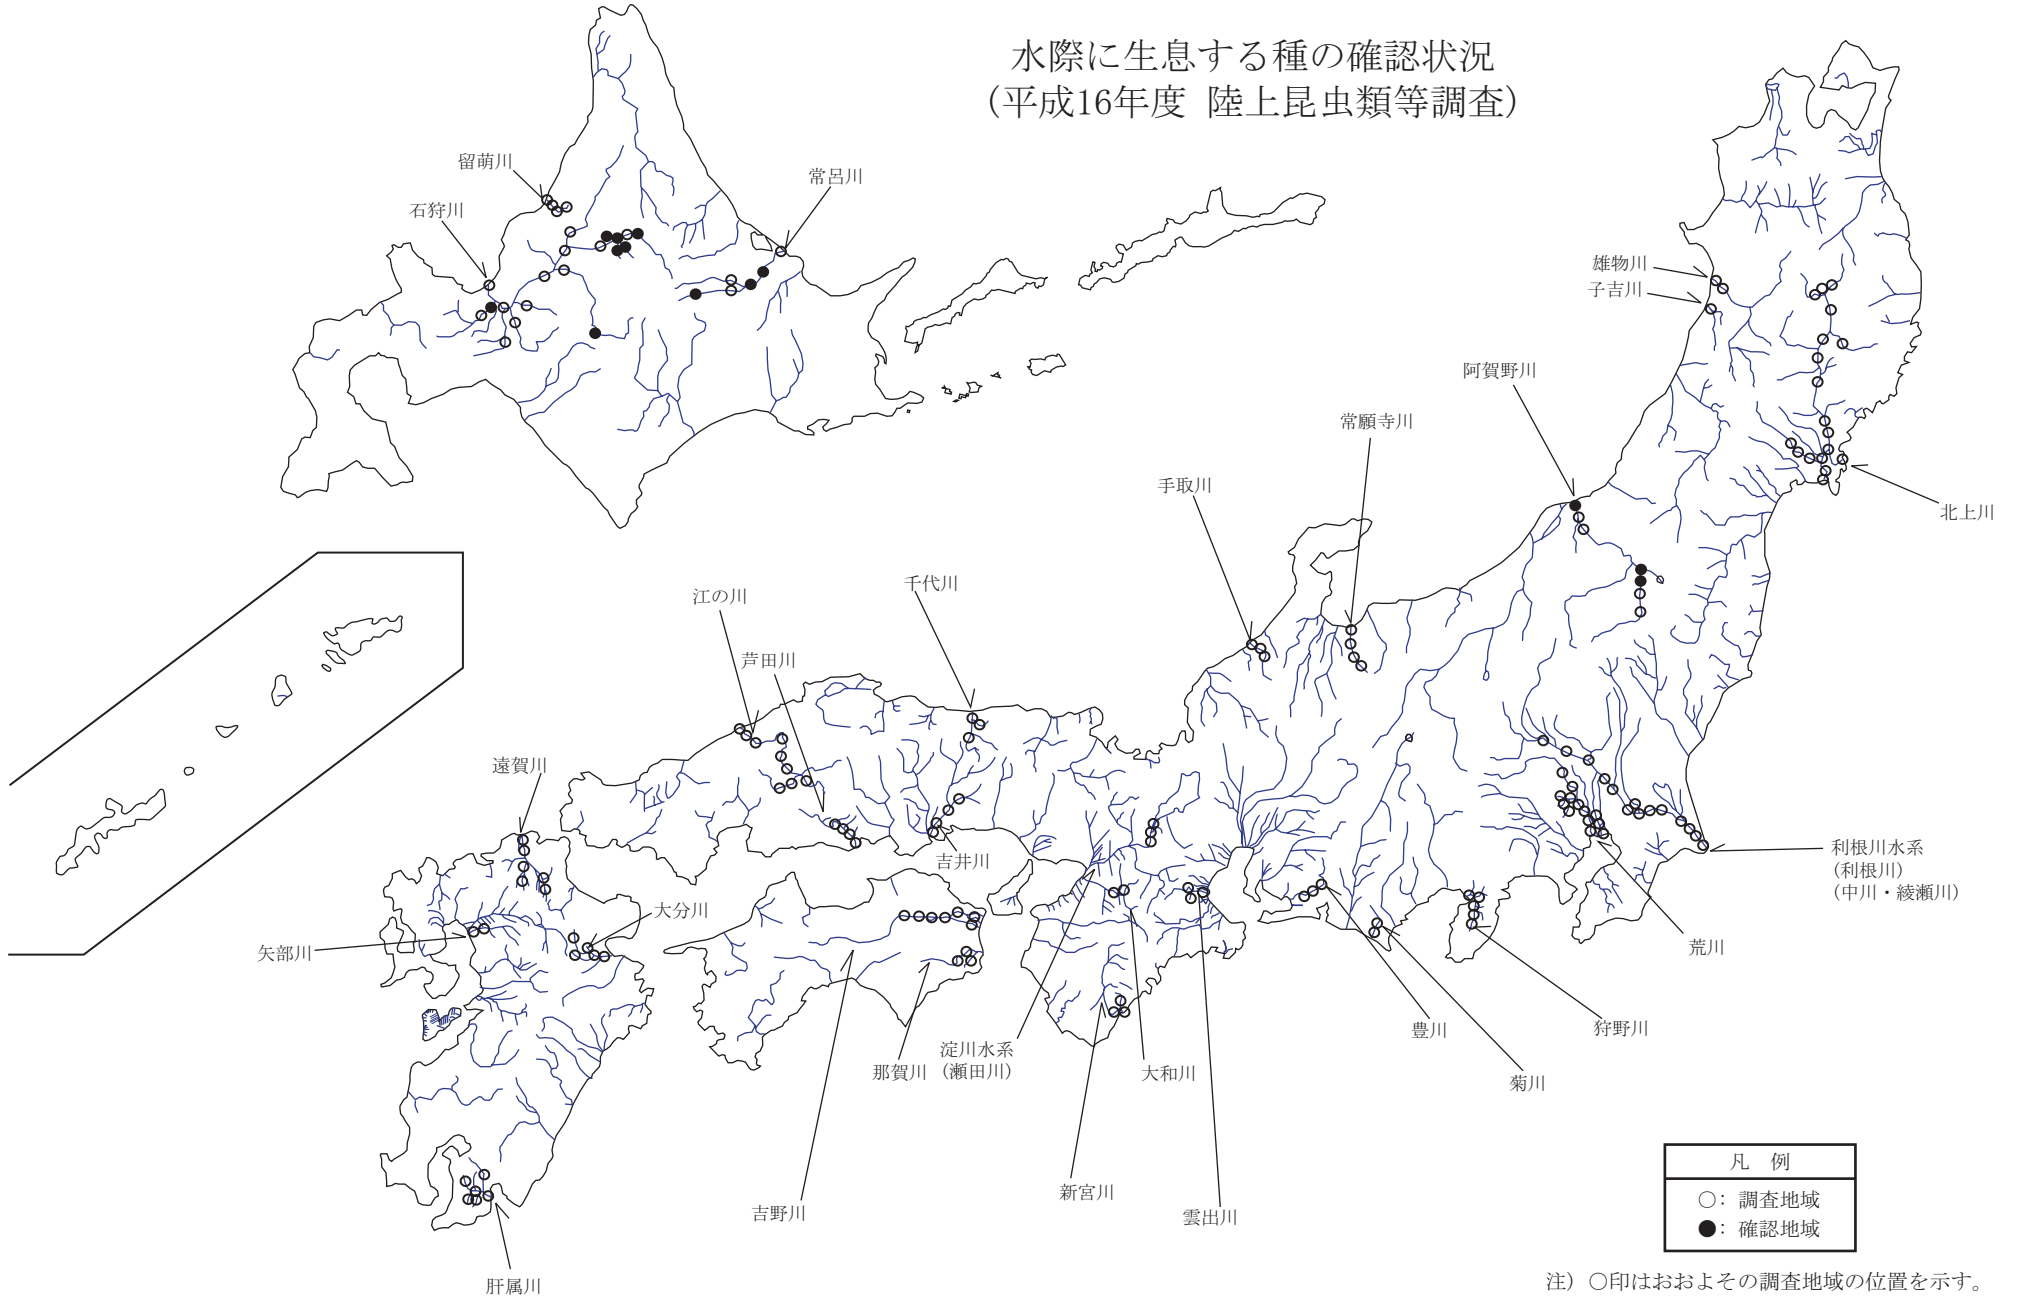 水際に生息する種の確認状況
（平成16年度 陸上昆虫類等調査）
留萌川
常呂川
石狩川
雄物川
子吉川
阿賀野川
常願寺川
手取川
北上川
千代川
江の川
芦田川
遠賀川
吉井川
利根川水系
（利根川）
（中川・綾瀬川）
大分川
矢部川
荒川
狩野川
豊川
淀川水系
（瀬田川）
那賀川
大和川
菊川
新宮川
吉野川
雲出川
肝属川
凡　例
○： 調査地域
●： 確認地域
注）○印はおおよその調査地域の位置を示す。